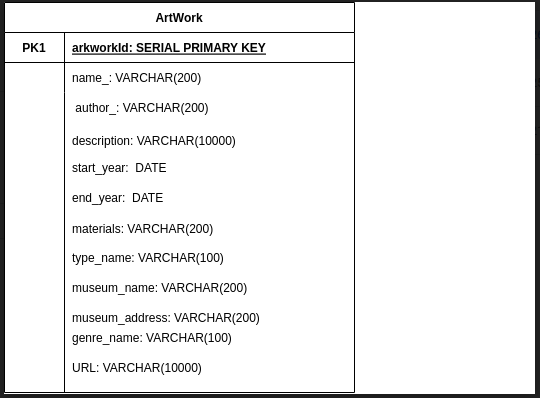 ArtWork
PK1 arkworkId: SERIAL PRIMARY KEY
name_: VARCHAR(200)
author_: VARCHAR(200)
description: VARCHAR(10000)
start_year: DATE
end_year: DATE
materials: VARCHAR(200)
type_name: VARCHAR(100)
museum_name: VARCHAR(200)
museum_address: VARCHAR(200)
genre_name: VARCHAR(100)
URL: VARCHAR(10000)